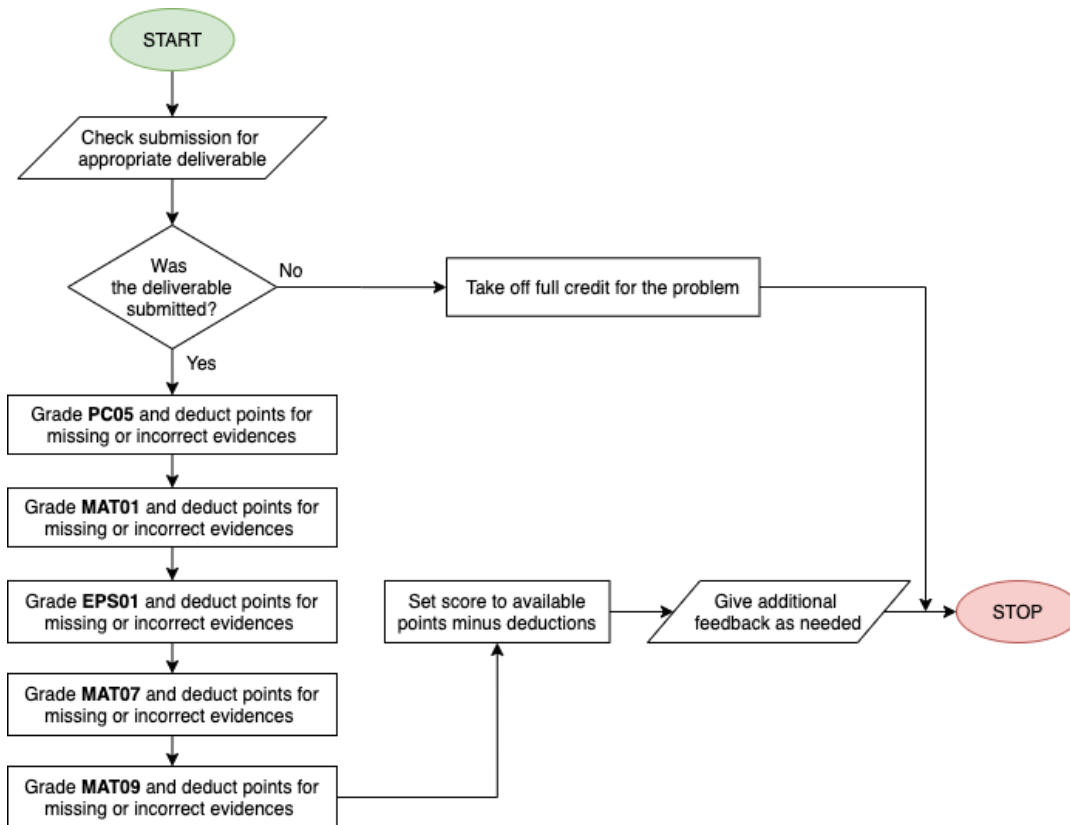 START
Check submission for
appropriate deliverable
Was
the deliverable
submitted?
No
Take off full credit for the problem
Yes
Grade PC05 and deduct points for
missing or incorrect evidences
Grade MAT01 and deduct points for
missing or incorrect evidences
Grade EPS01 and deduct points for
missing or incorrect evidences
Grade MAT07 and deduct points for
missing or incorrect evidences
Grade MAT09 and deduct points for
missing or incorrect evidences
Set score to available
points minus deductions
Give additional
feedback as needed
STOP